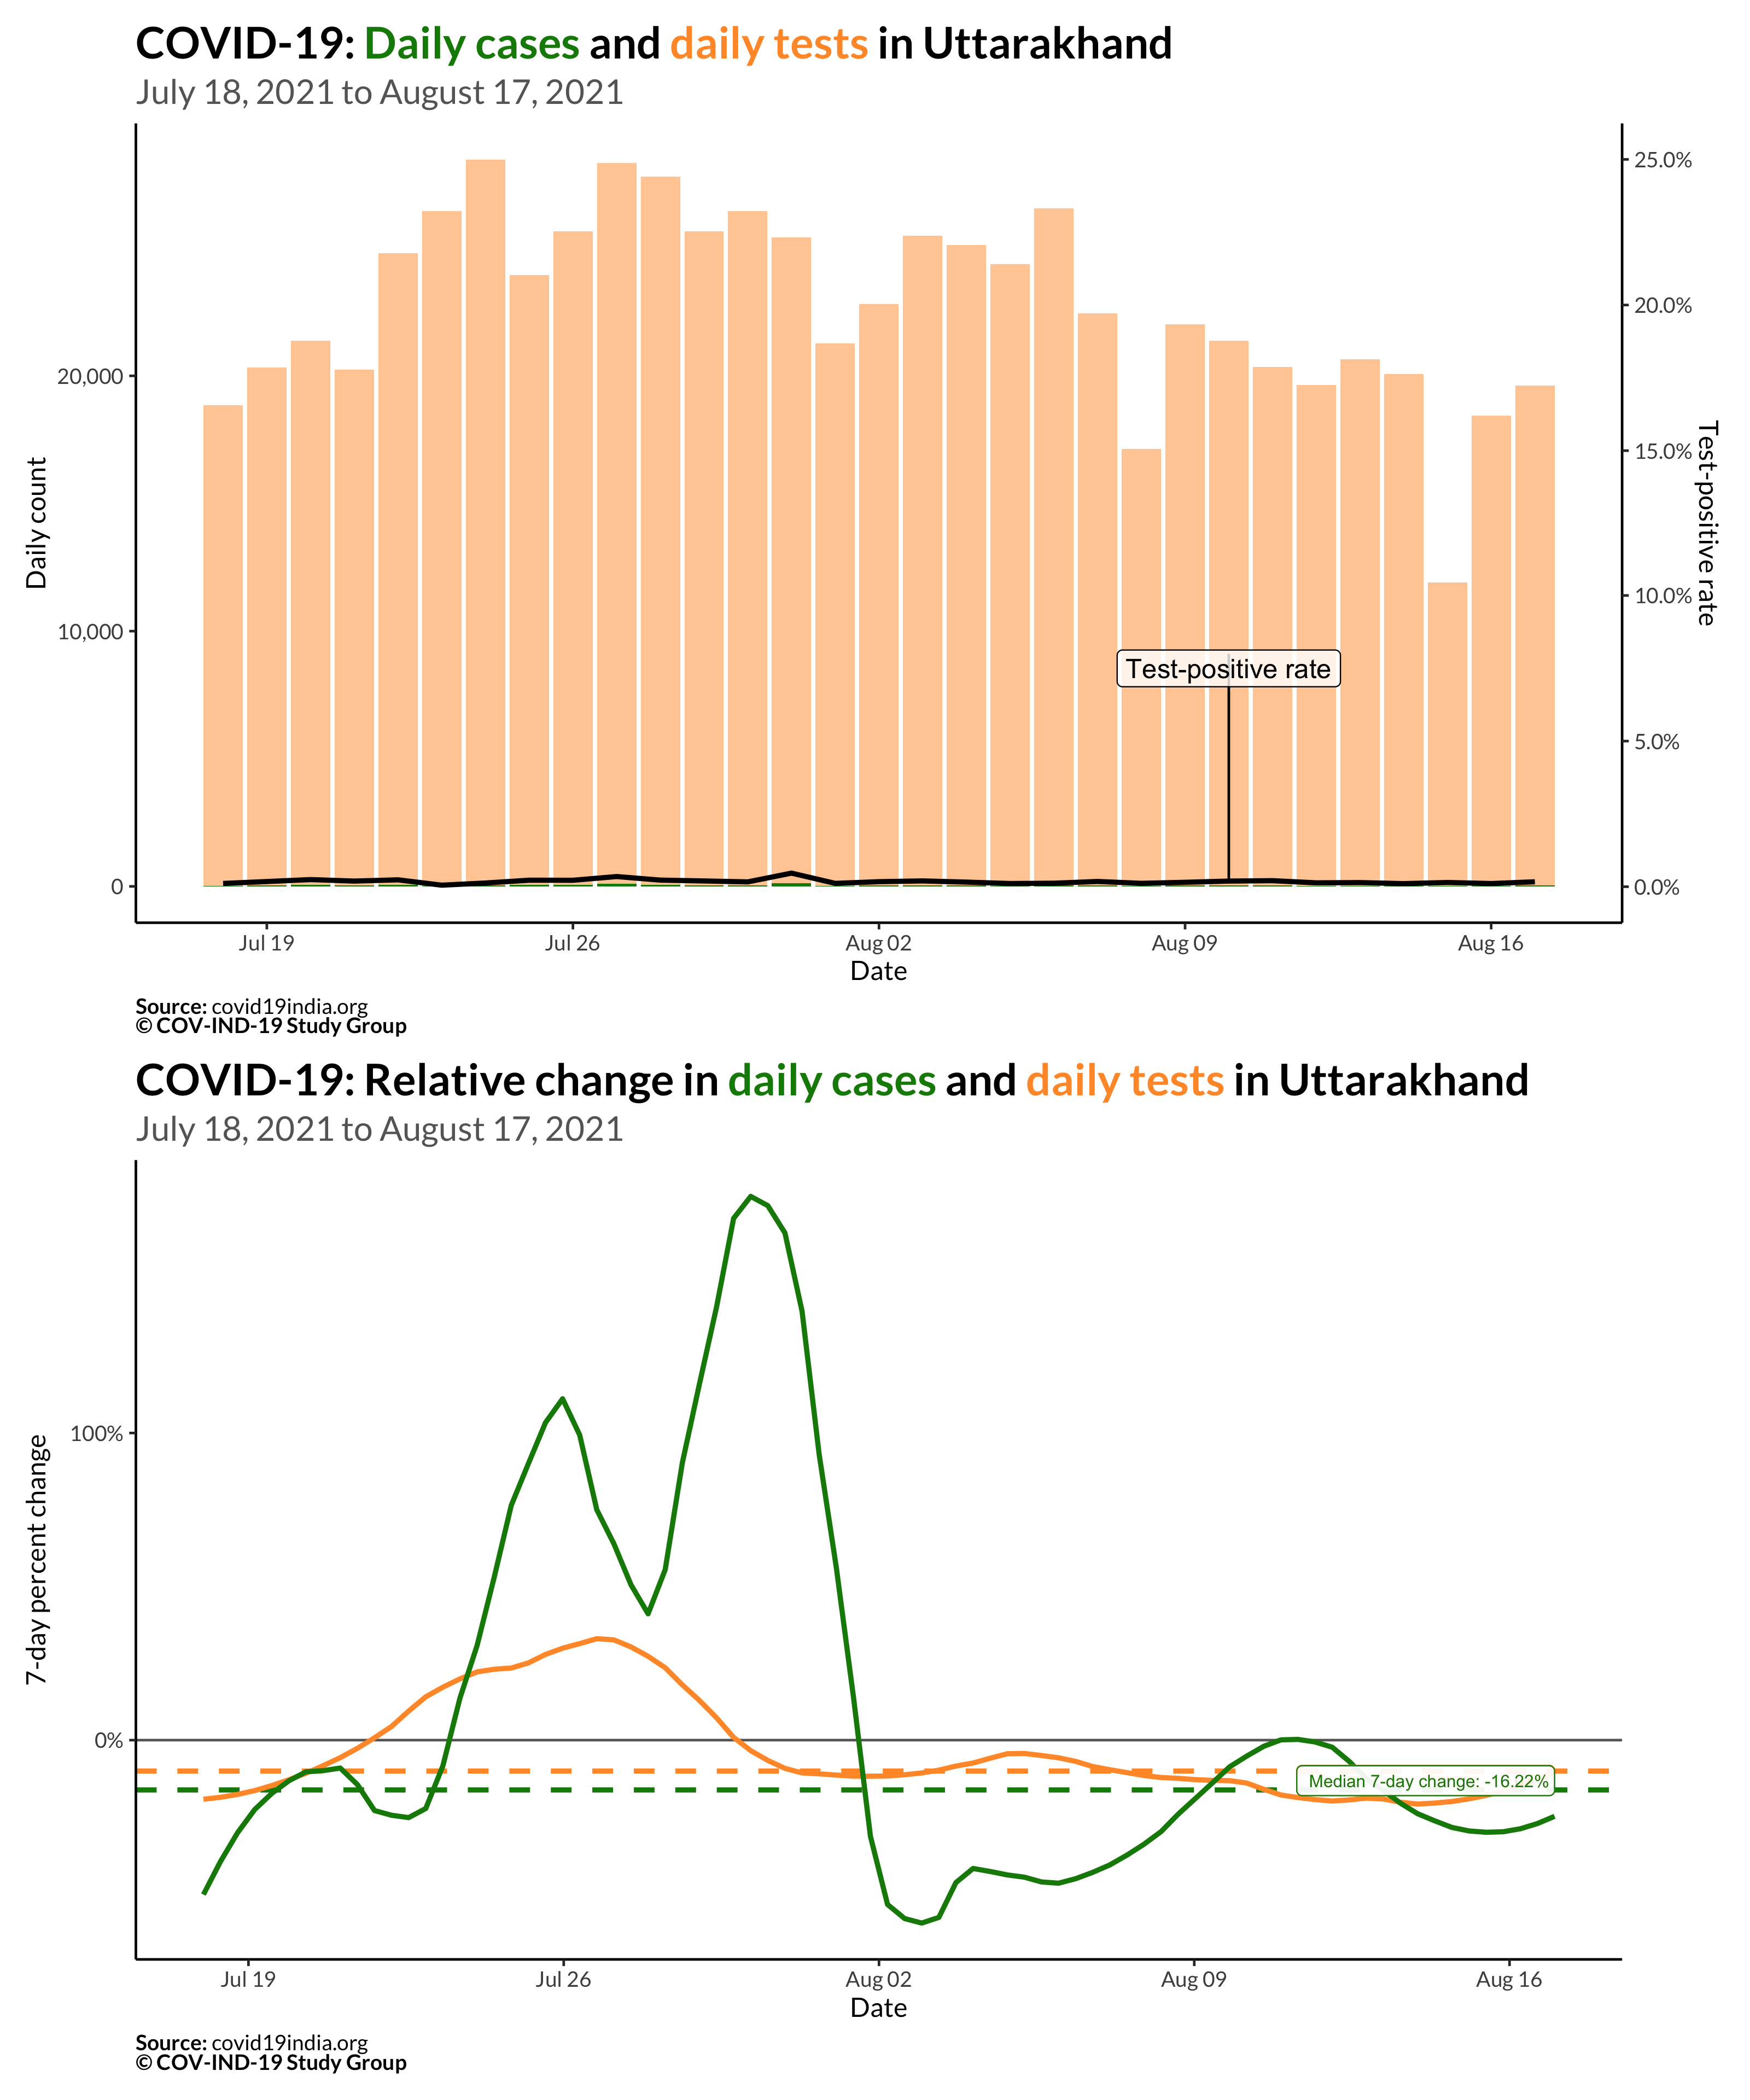 COVID-19: Daily cases and daily tests in Uttarakhand
July 18, 2021 to August 17, 2021
25.0%
20.0%
20,000
15.0%
Daily count
Test-positive rate
10.0%
10,000
Test-positive rate
5.0%
0
0.0%
Jul 19
Jul 26
Aug 02
Aug 09
Aug 16
Date
Source: covid19india.org
© COV-IND-19 Study Group
COVID-19: Relative change in daily cases and daily tests in Uttarakhand
July 18, 2021 to August 17, 2021
100%
7-day percent change
0%
Median 7-day change: -16.22%
Jul 19
Jul 26
Aug 02
Aug 09
Aug 16
Date
Source: covid19india.org
© COV-IND-19 Study Group